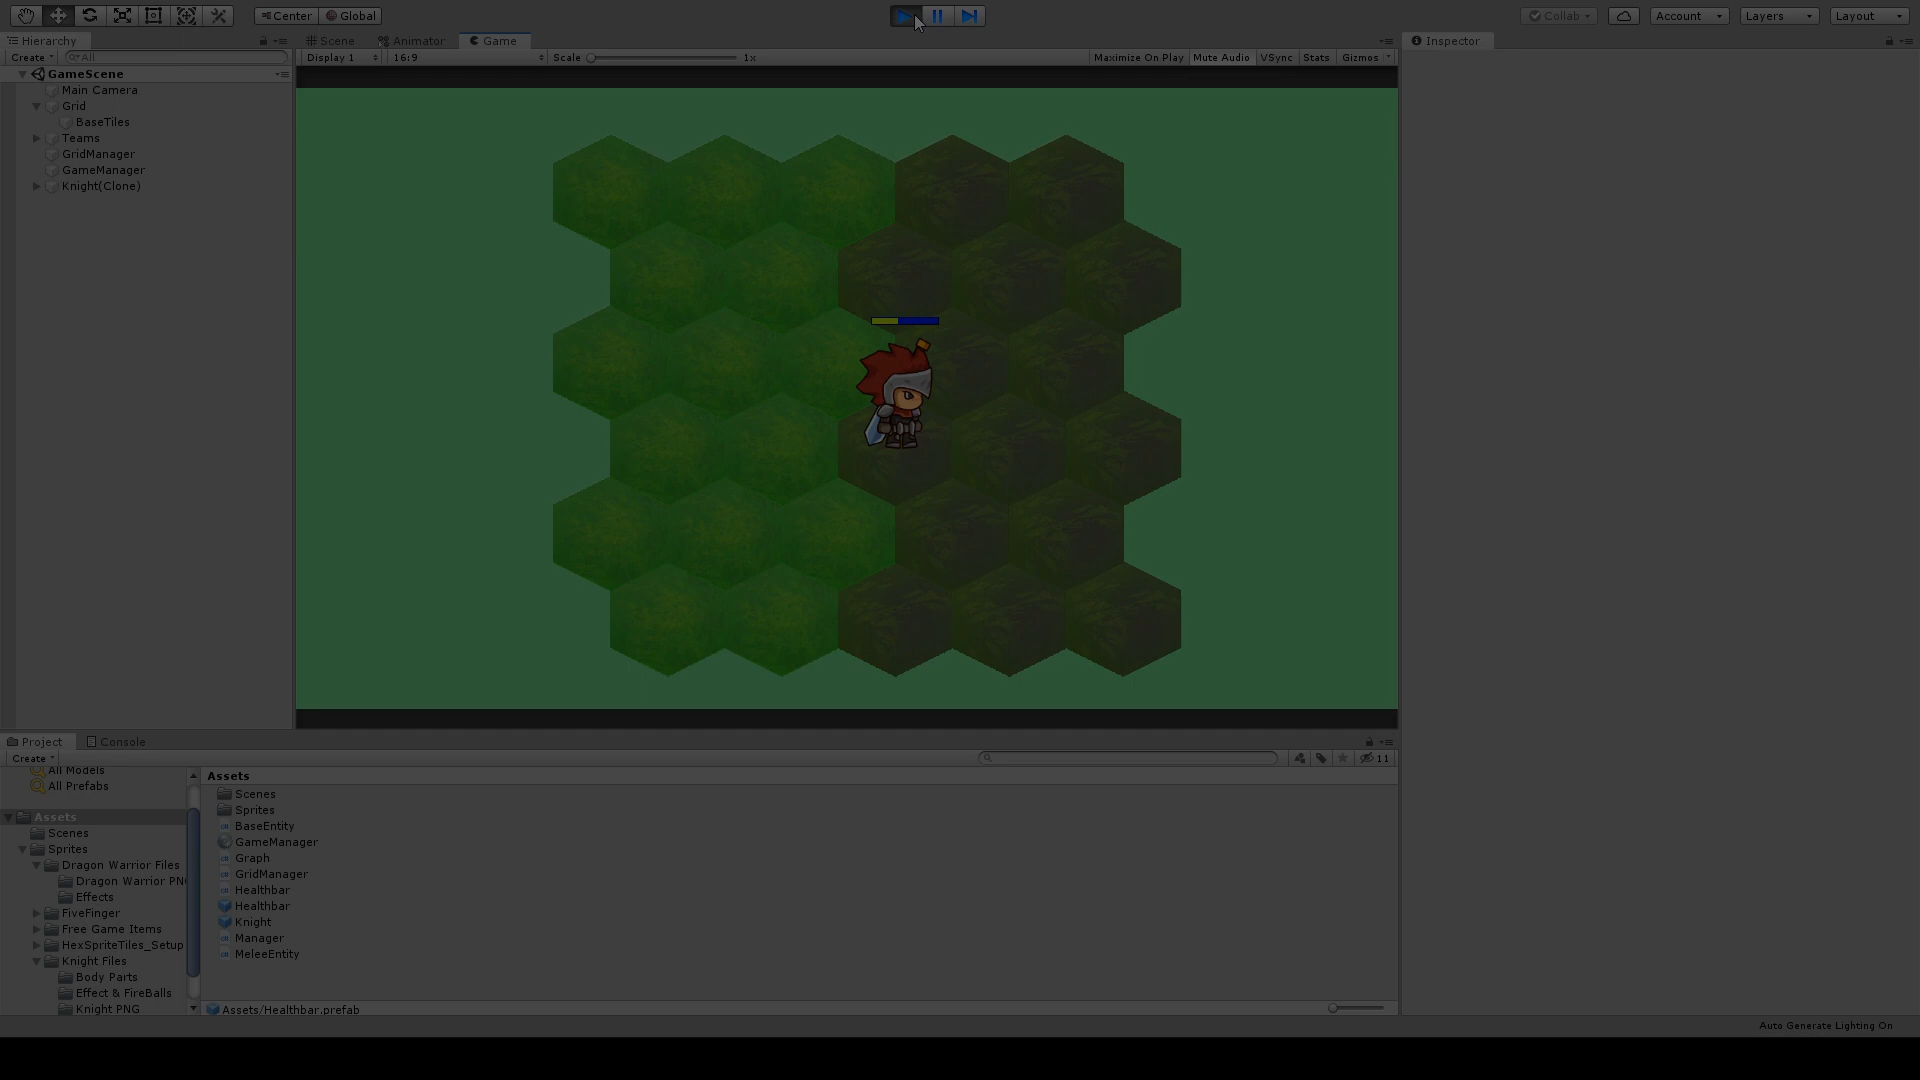 Center Global Collab Account Layers Layout
Hierarchy
Create All
GameScene
Main Camera
Grid
BaseTiles
Teams
GridManager
GameManager
Knight(Clone)
Scene Animator Game
Display 1 16:9 Scale 1x Maximize On Play Mute Audio VSync Stats Gizmos
Inspector
Project Console
Create 11
All Models
All Prefabs
Assets
Scenes
Sprites
Dragon Warrior Files
Dragon Warrior PN
Effects
FiveFinger
Free Game Items
HexSpriteTiles_Setup
Knight Files
Body Parts
Effect & FireBalls
Knight PNG
Assets
Scenes
Sprites
BaseEntity
GameManager
Graph
GridManager
Healthbar
Healthbar
Knight
Manager
MeleeEntity
Assets/Healthbar.prefab
Auto Generate Lighting On